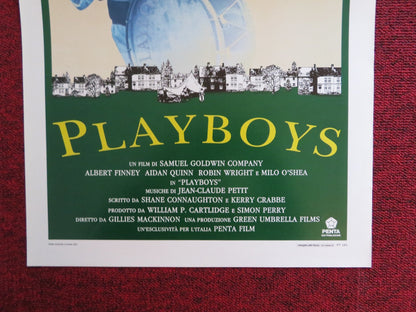 PLAYBOYS
UN FILM DI SAMUEL GOLDWIN COMPANY
ALBERT FINNEY AIDAN QUINN ROBIN WRIGHT E MILO O'SHEA
IN "PLAYBOYS"
MUSICHE DI JEAN-CLAUDE PETIT
SCRITTO DA SHANE CONNAUGHTON E KERRY CRABBE
PRODOTTO DA WILLIAM P. CARTLIDGE E SIMON PERRY
DIRETTO DA GILLIES MACKINNON UNA PRODUZIONE GREEN UMBRELLA FILMS
UN'ESCLUSIVITÀ PER L'ITALIA PENTA FILM
PENTA